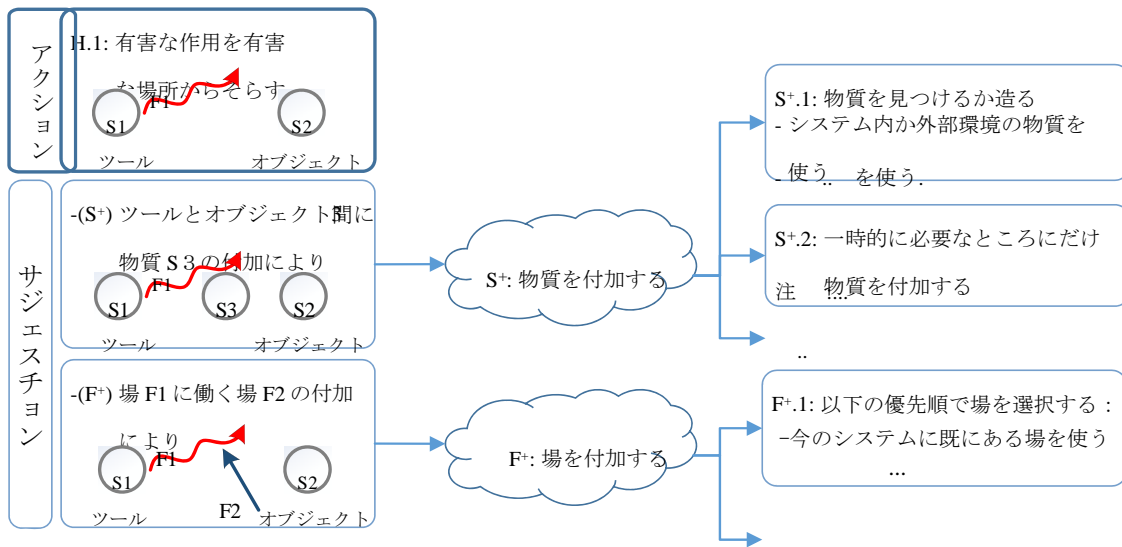 アクション
H.1: 有害な作用を有害
な場所からそらす
F1
S1
S2
ツール
オブジェクト
サジェスチョン
-(S⁺) ツールとオブジェクト間に
物質 S３の付加により
F1
S1
S3
S2
ツール
オブジェクト
-(F⁺) 場 F1 に働く場 F2 の付加
により
F1
S1
S2
F2
ツール
オブジェクト
S⁺: 物質を付加する
F⁺: 場を付加する
S⁺.1: 物質を見つけるか造る
- システム内か外部環境の物質を
使う
- .. を使う.
S⁺.2: 一時的に必要なところにだけ
物質を付加する
注 ....
..
F⁺.1: 以下の優先順で場を選択する :
−今のシステムに既にある場を使う
...